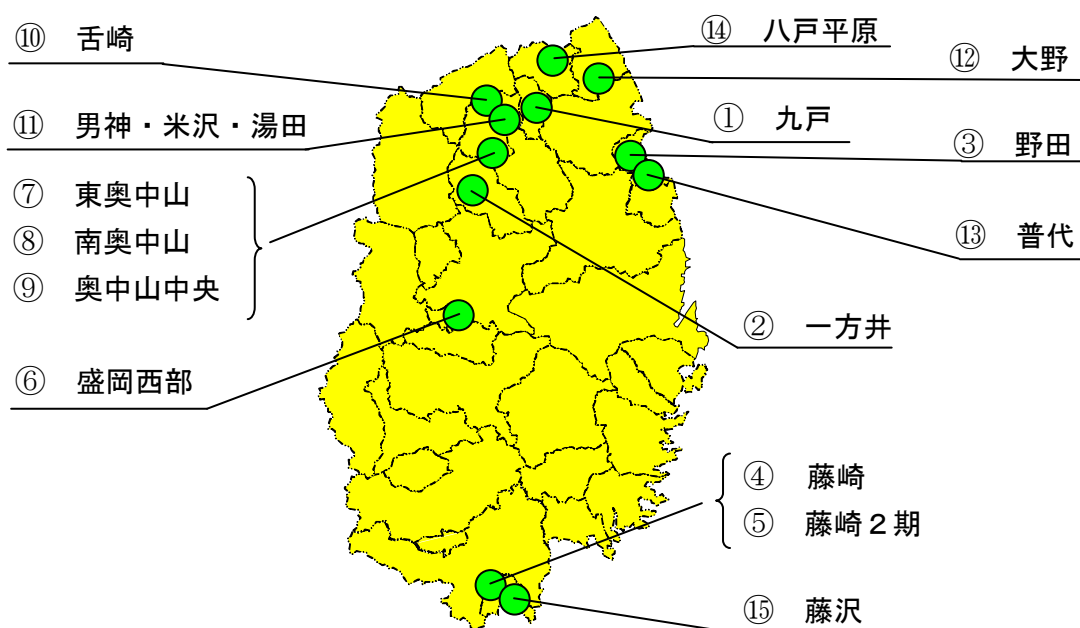 ⑩ 舌崎
⑭ 八戸平原
⑫ 大野
⑪ 男神・米沢・湯田
① 九戸
③ 野田
⑦ 東奥中山
⑧ 南奥中山
⑨ 奥中山中央
⑬ 普代
② 一方井
⑥ 盛岡西部
④ 藤崎
⑤ 藤崎２期
⑮ 藤沢